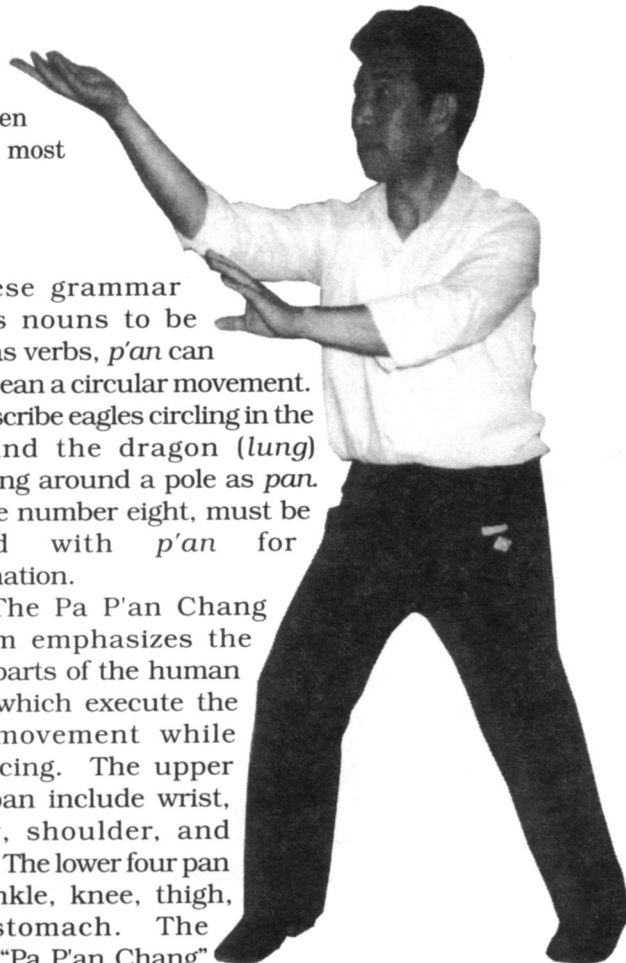 en
most
ese grammar
s nouns to be
as verbs, p'an can
ean a circular movement.
scribe eagles circling in the
nd the dragon (lung)
ng around a pole as pan.
e number eight, must be
d with p'an for
nation.
The Pa P'an Chang
m emphasizes the
parts of the human
which execute the
movement while
cing. The upper
pan include wrist,
, shoulder, and
The lower four pan
nkle, knee, thigh,
stomach. The
"Pa P'an Chang"